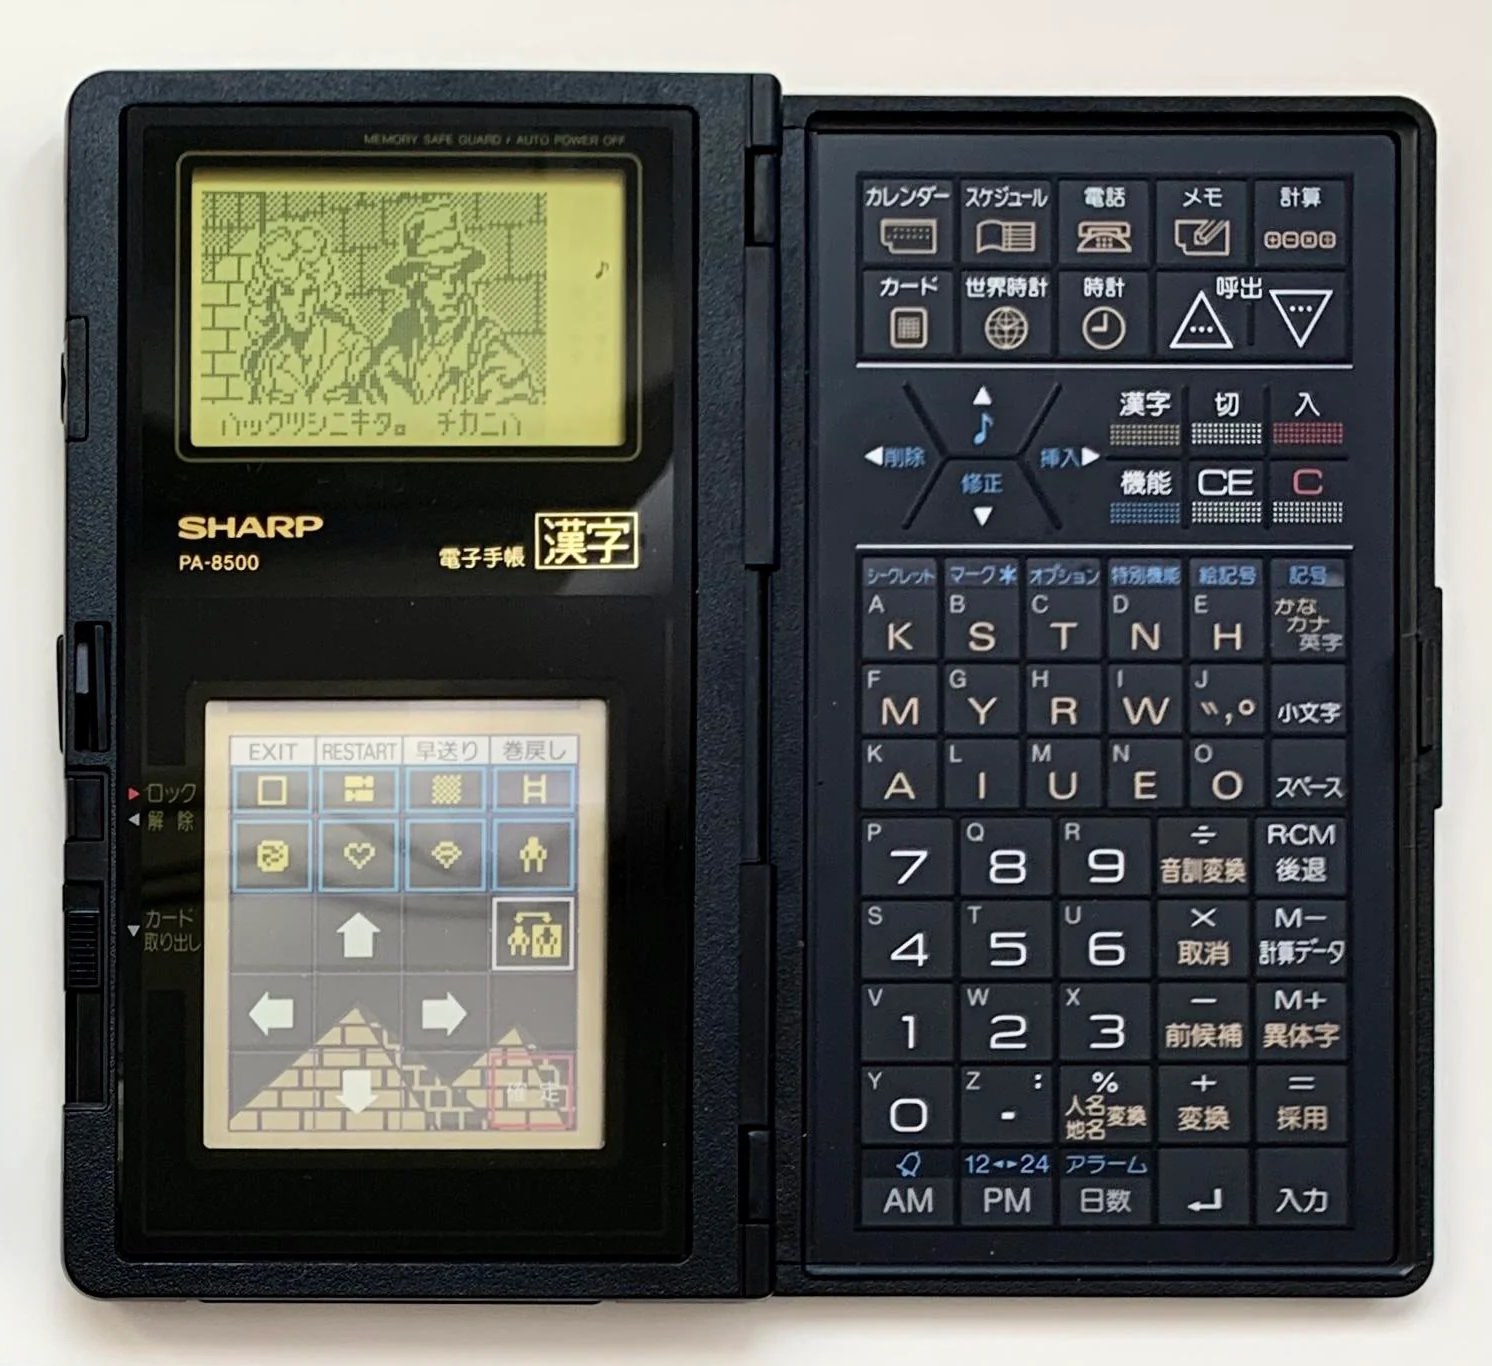 MEMORY SAFE GUARD / AUTO POWER OFF
ハックツシニキタ。 チカニハ
SHARP
PA-8500
電子手帳 漢字
EXIT RESTART 早送り 巻戻し
ロック
解 除
カード
取り出し
確 定
カレンダー スケジュール 電話 メモ 計算
カード 世界時計 時計 呼出
漢字 切 入
削除 挿入
修正
機能 CE C
シークレット マーク＊ オプション 特別機能 絵記号 記号
A B C D E かな
K S T N H カナ
英字
F G H I J
M Y R W 〃,° 小文字
K L M N O
A I U E O スペース
P Q R ÷ RCM
7 8 9 音訓変換 後退
S T U × M−
4 5 6 取消 計算データ
V W X − M+
1 2 3 前候補 異体字
Y Z : % + =
0 - 人名地名変換 変換 採用
12◂▸24 アラーム
AM PM 日数 ↵ 入力